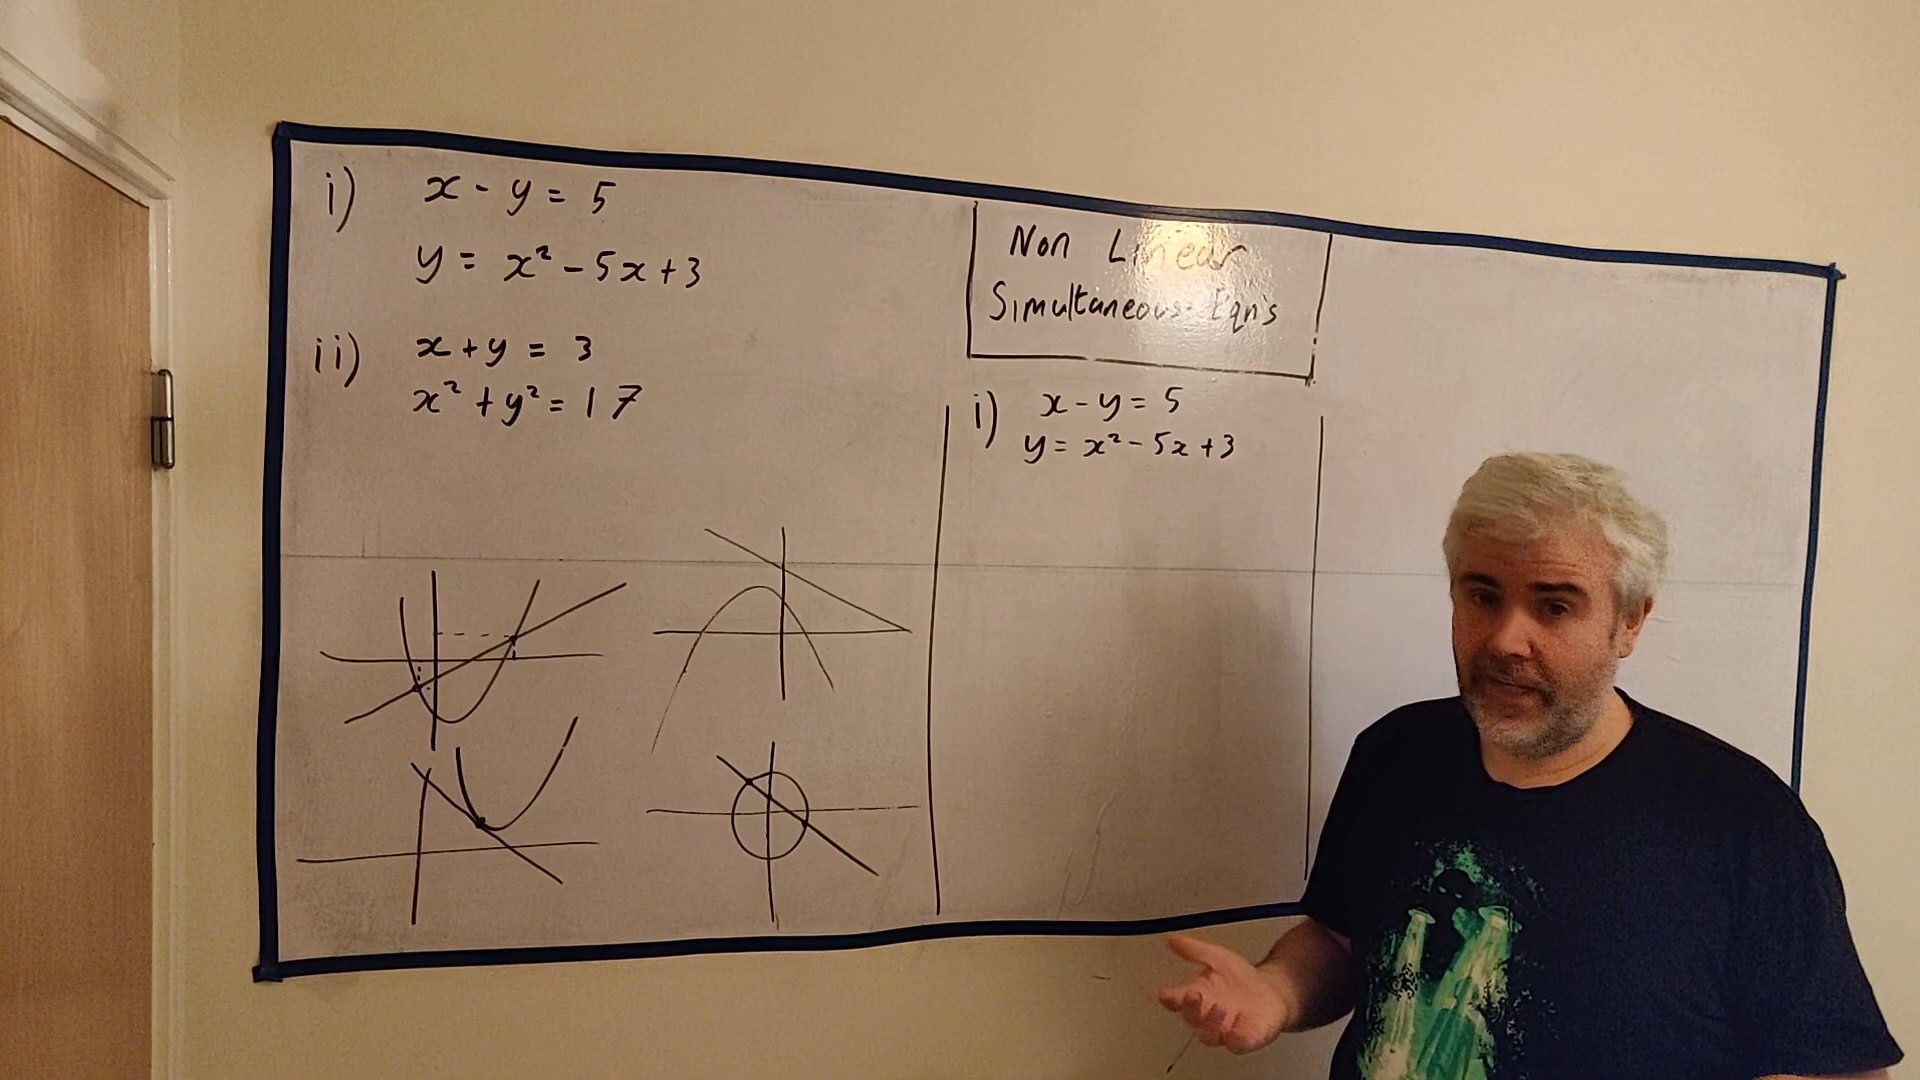 i) x - y = 5
y = x² - 5x + 3
ii) x + y = 3
x² + y² = 17
Non Linear
Simultaneous Eqn's
i) x - y = 5
y = x² - 5x + 3